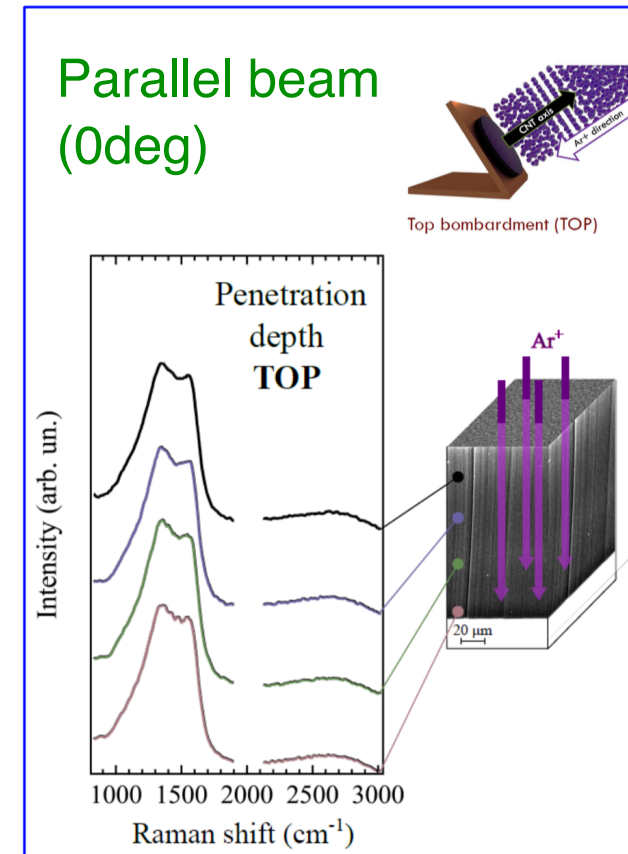 Parallel beam
(0deg)
CNT axis
Ar+ direction
Top bombardment (TOP)
Penetration
depth
TOP
Intensity (arb. un.)
1000 1500 2000 2500 3000
Raman shift (cm⁻¹)
Ar⁺
20 μm